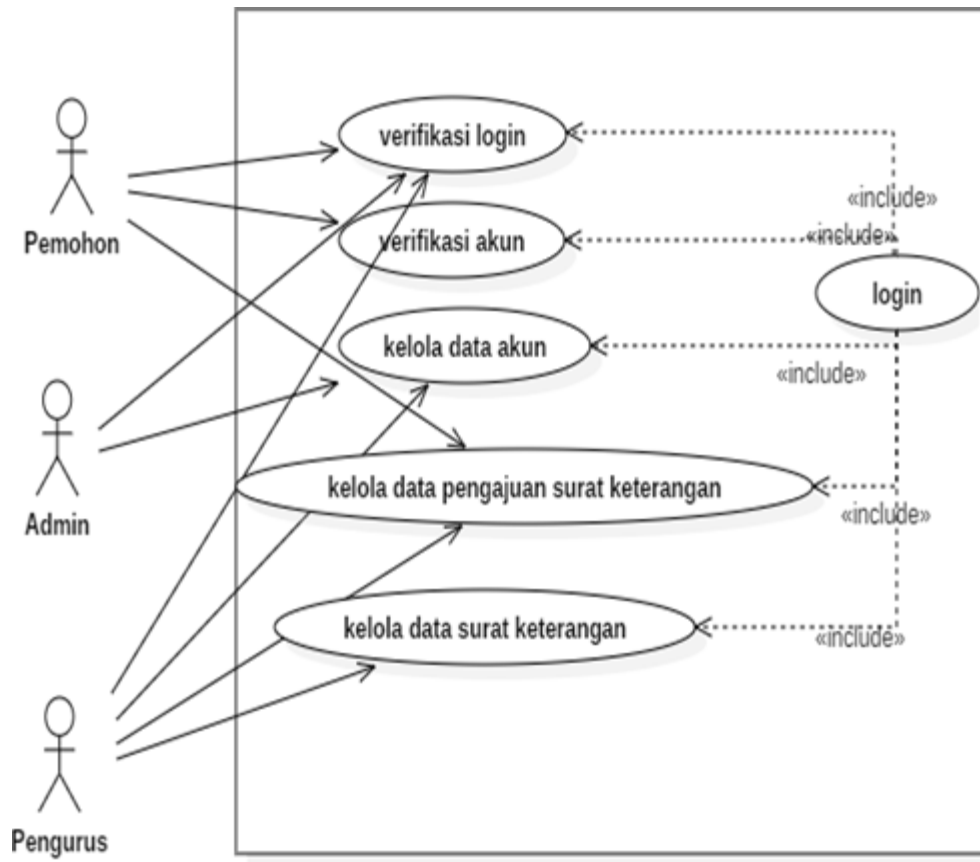 verifikasi login
«include»
Pemohon
verifikasi akun
«include»
login
kelola data akun
«include»
Admin
kelola data pengajuan surat keterangan
«include»
kelola data surat keterangan
«include»
Pengurus